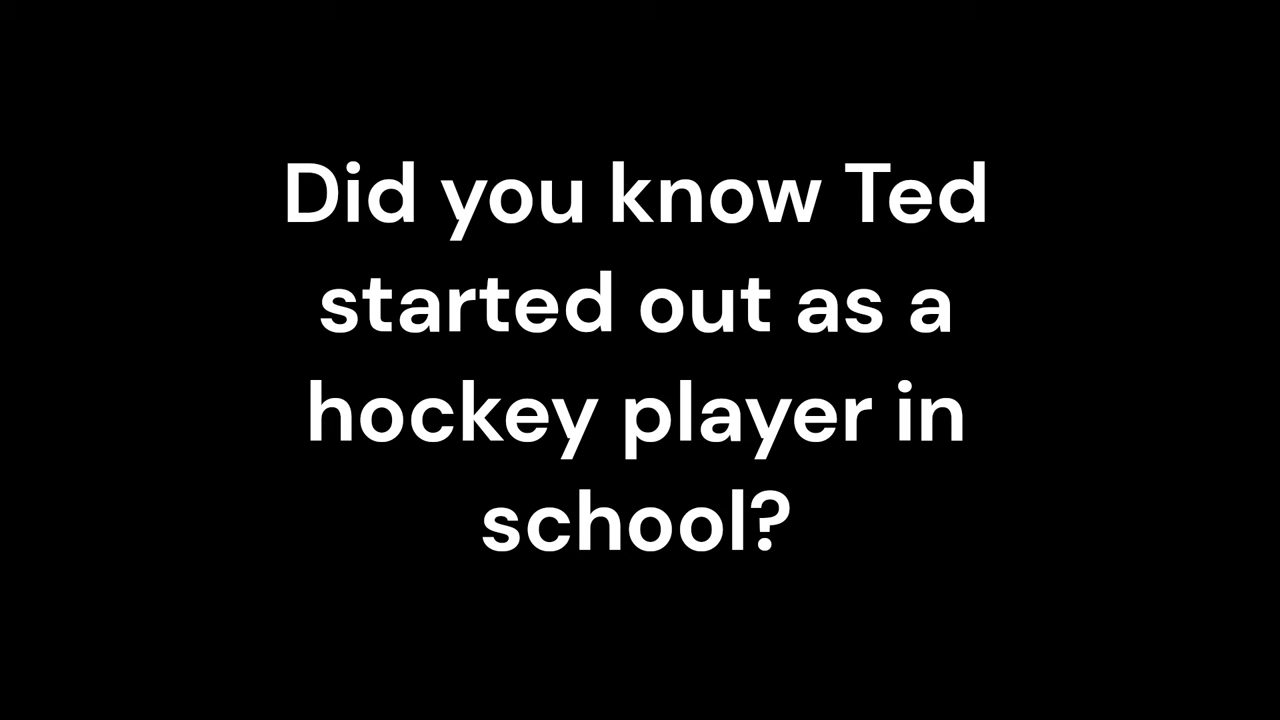 Did you know Ted
started out as a
hockey player in
school?